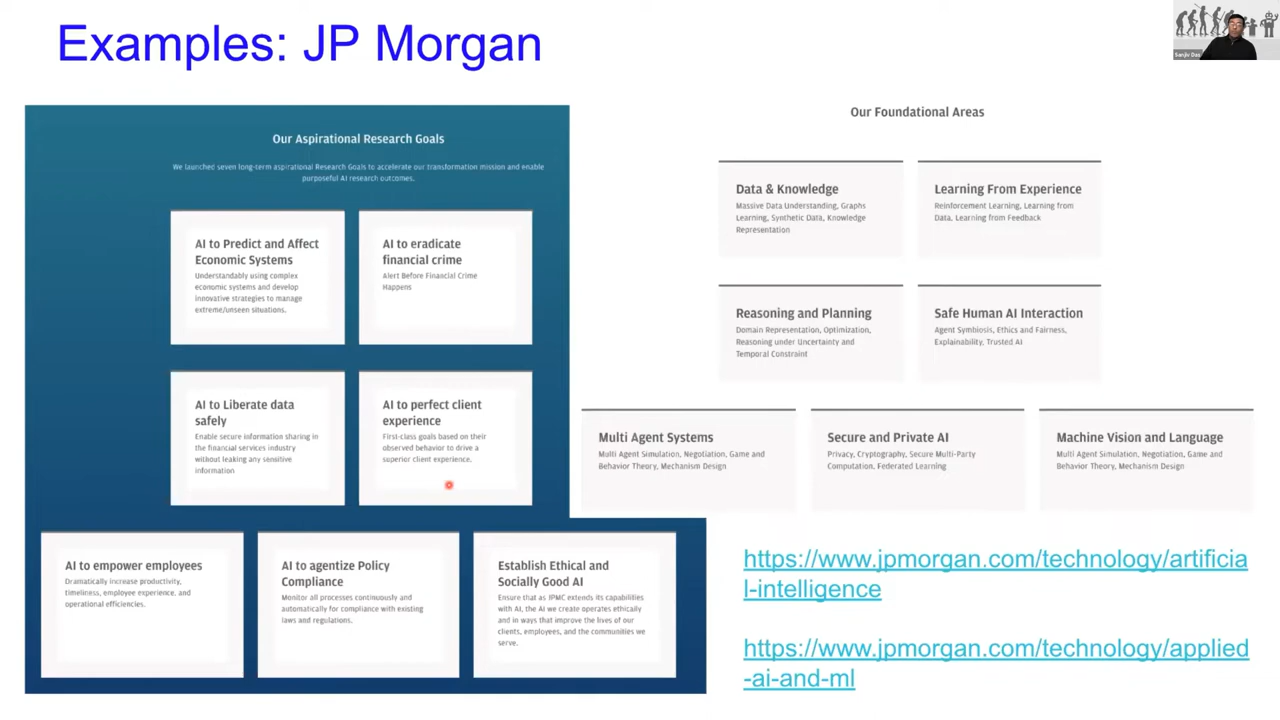 Examples: JP Morgan
Sanjiv Das
Our Aspirational Research Goals
We launched seven long-term aspirational Research Goals to accelerate our transformation mission and enable
purposeful AI research outcomes.
AI to Predict and Affect
Economic Systems
Understandably using complex
economic systems and develop
innovative strategies to manage
extreme/unseen situations.
AI to eradicate
financial crime
Alert Before Financial Crime
Happens
AI to Liberate data
safely
Enable secure information sharing in
the financial services industry
without leaking any sensitive
information
AI to perfect client
experience
First-class goals based on their
observed behavior to drive a
superior client experience.
AI to empower employees
Dramatically increase productivity,
timeliness, employee experience, and
operational efficiencies.
AI to agentize Policy
Compliance
Monitor all processes continuously and
automatically for compliance with existing
laws and regulations.
Establish Ethical and
Socially Good AI
Ensure that as JPMC extends its capabilities
with AI, the AI we create operates ethically
and in ways that improve the lives of our
clients, employees, and the communities we
serve.
Our Foundational Areas
Data & Knowledge
Massive Data Understanding, Graphs
Learning, Synthetic Data, Knowledge
Representation
Learning From Experience
Reinforcement Learning, Learning from
Data, Learning from Feedback
Reasoning and Planning
Domain Representation, Optimization,
Reasoning under Uncertainty and
Temporal Constraint
Safe Human AI Interaction
Agent Symbiosis, Ethics and Fairness,
Explainability, Trusted AI
Multi Agent Systems
Multi Agent Simulation, Negotiation, Game and
Behavior Theory, Mechanism Design
Secure and Private AI
Privacy, Cryptography, Secure Multi-Party
Computation. Federated Learning
Machine Vision and Language
Multi Agent Simulation, Negotiation, Game and
Behavior Theory, Mechanism Design
https://www.jpmorgan.com/technology/artificia
l-intelligence
https://www.jpmorgan.com/technology/applied
-ai-and-ml